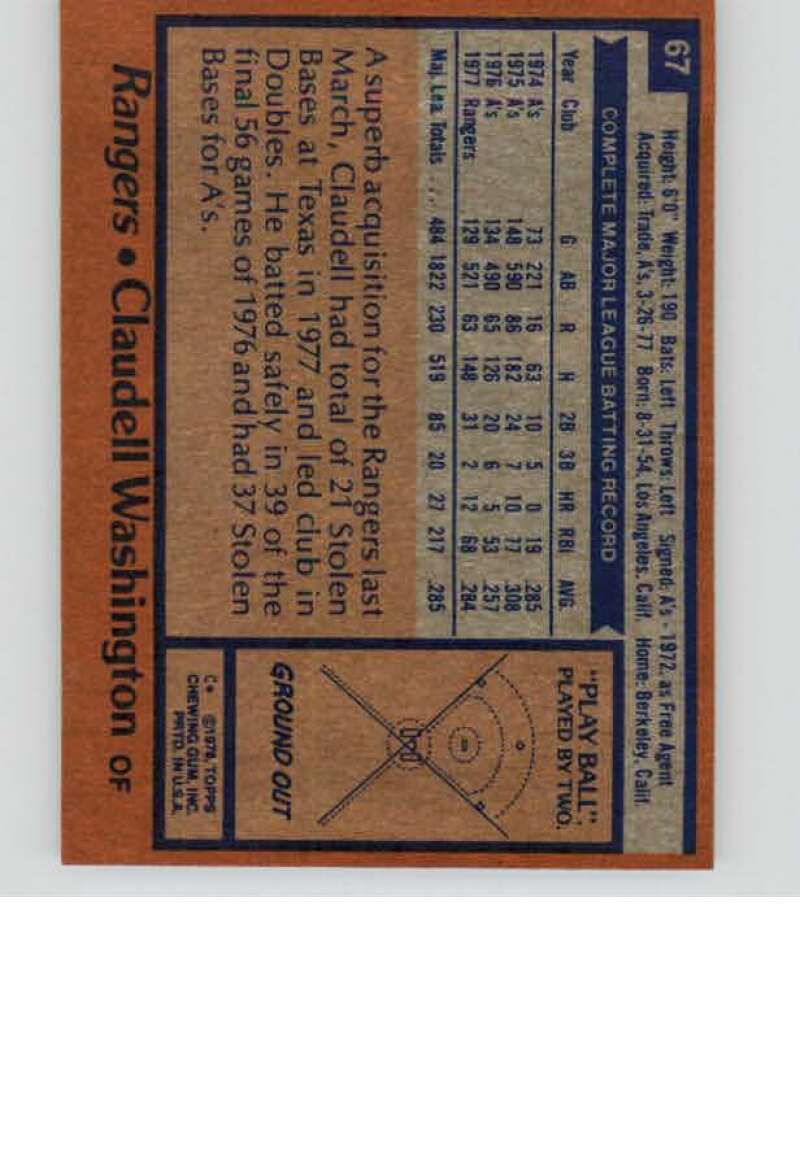 67
Height: 6'0" Weight: 190 Bats: Left Throws: Left Signed: A's - 1972, as Free Agent
Acquired: Trade, A's, 3-26-77 Born: 8-31-54, Los Angeles, Calif. Home: Berkeley, Calif.
COMPLETE MAJOR LEAGUE BATTING RECORD
Year Club G AB R H 2B 3B HR RBI AVG.
1974 A's 73 221 16 63 10 5 0 19 .285
1975 A's 148 590 86 182 24 7 10 77 .308
1976 A's 134 490 65 126 20 6 5 53 .257
1977 Rangers 129 521 63 148 31 2 12 68 .284
Maj. Lea. Totals ... 484 1822 230 519 85 20 27 217 .285
A superb acquisition for the Rangers last
March, Claudell had total of 21 Stolen
Bases at Texas in 1977 and led club in
Doubles. He batted safely in 39 of the
final 56 games of 1976 and had 37 Stolen
Bases for A's.
"PLAY BALL",
PLAYED BY TWO.
GROUND OUT
C* ©1978, TOPPS
CHEWING GUM, INC.
PRTD. IN U.S.A.
Rangers • Claudell Washington OF